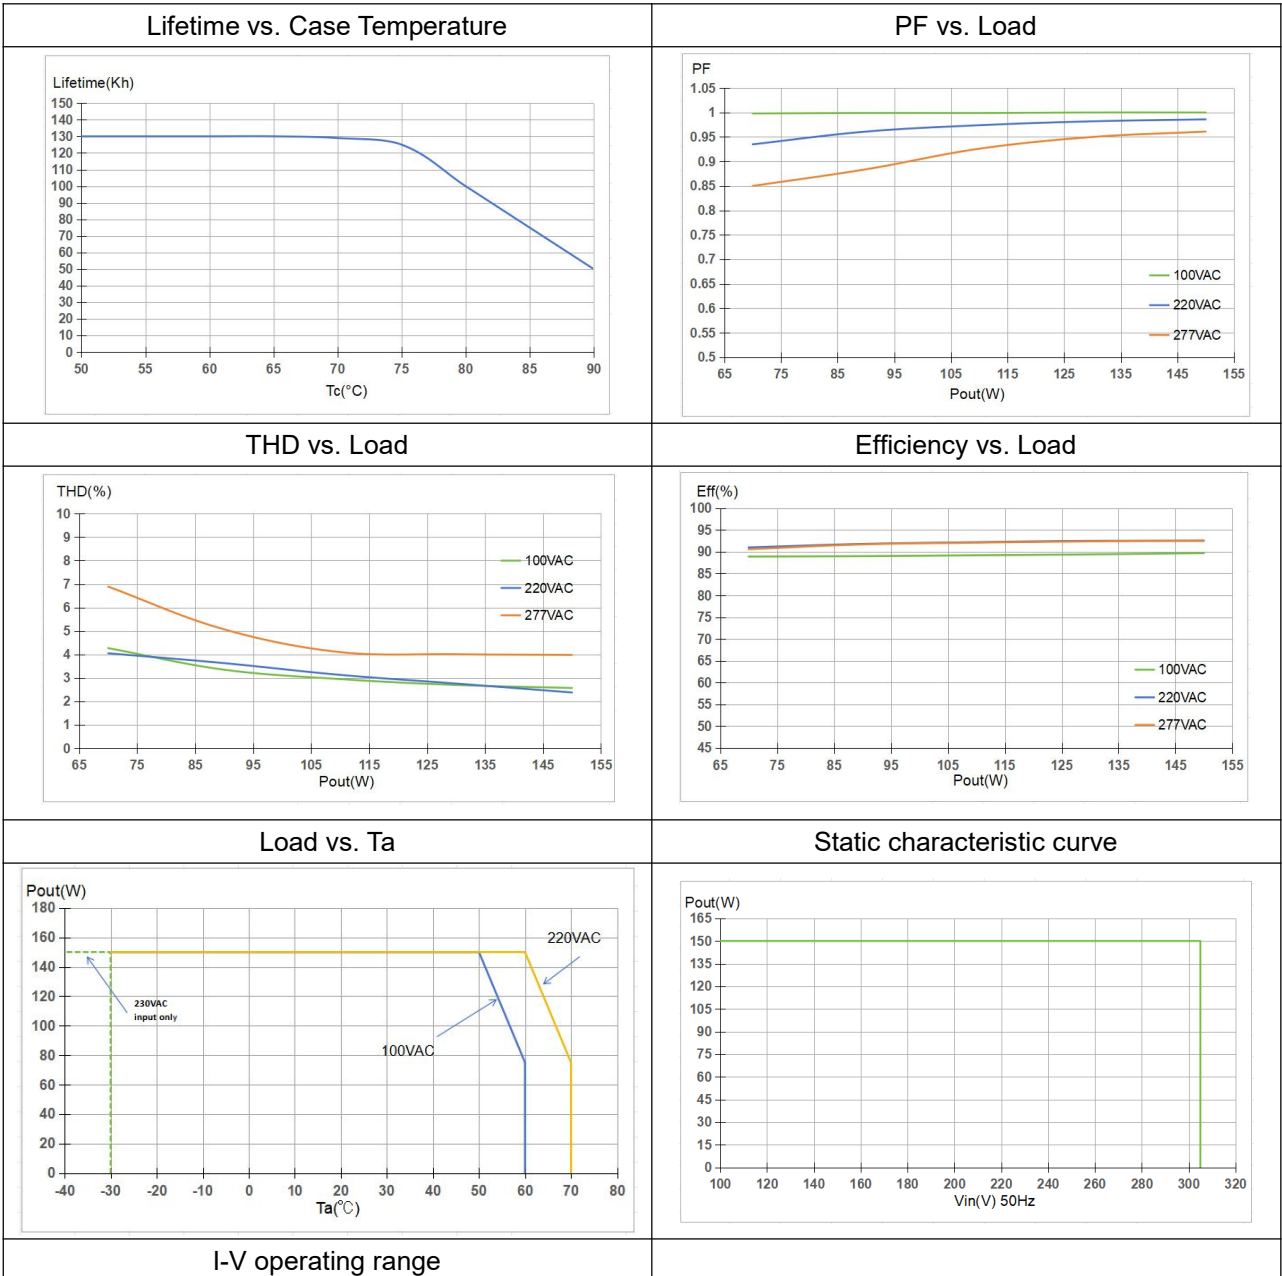 Lifetime vs. Case Temperature
PF vs. Load
Lifetime(Kh)
150
140
130
120
110
100
90
80
70
60
50
40
30
20
10
0
50 55 60 65 70 75 80 85 90
Tc(°C)
PF
1.05
1
0.95
0.9
0.85
0.8
0.75
0.7
0.65
0.6
0.55
0.5
100VAC
220VAC
277VAC
65 75 85 95 105 115 125 135 145 155
Pout(W)
THD vs. Load
Efficiency vs. Load
THD(%)
10
9
8
7
6
5
4
3
2
1
0
100VAC
220VAC
277VAC
65 75 85 95 105 115 125 135 145 155
Pout(W)
Eff(%)
100
95
90
85
80
75
70
65
60
55
50
45
100VAC
220VAC
277VAC
65 75 85 95 105 115 125 135 145 155
Pout(W)
Load vs. Ta
Static characteristic curve
Pout(W)
180
160
140
120
100
80
60
40
20
0
220VAC
230VAC
input only
100VAC
-40 -30 -20 -10 0 10 20 30 40 50 60 70 80
Ta(℃)
Pout(W)
165
150
135
120
105
90
75
60
45
30
15
0
100 120 140 160 180 200 220 240 260 280 300 320
Vin(V) 50Hz
I-V operating range